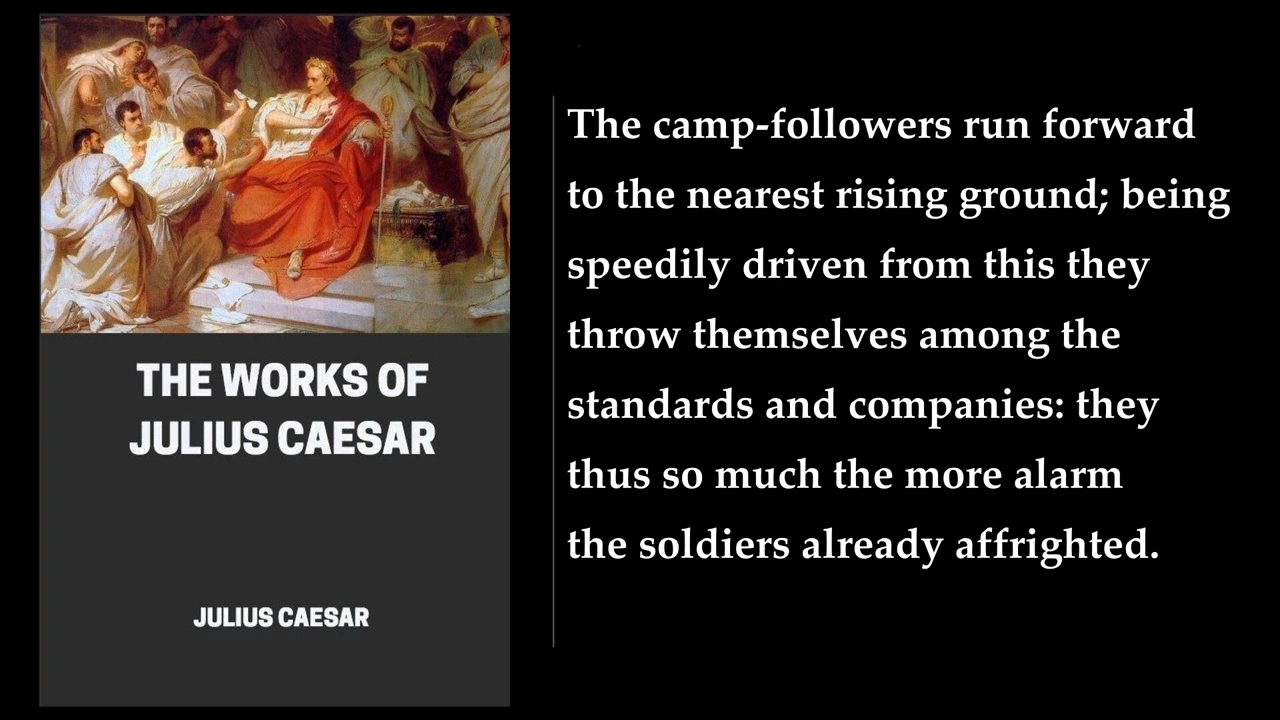 THE WORKS OF
JULIUS CAESAR
JULIUS CAESAR
The camp-followers run forward
to the nearest rising ground; being
speedily driven from this they
throw themselves among the
standards and companies: they
thus so much the more alarm
the soldiers already affrighted.